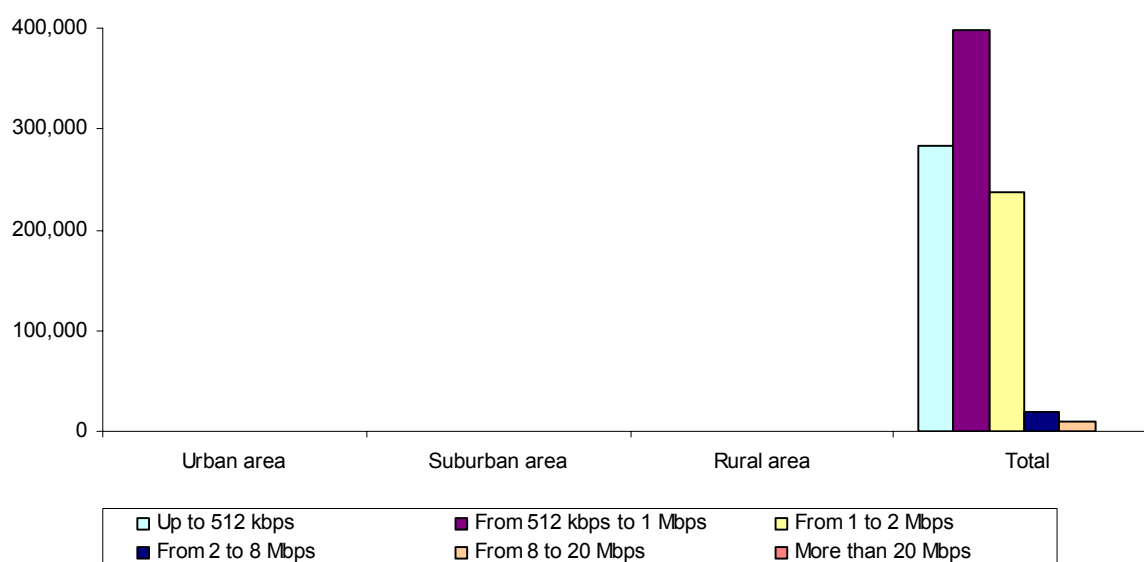 400,000
300,000
200,000
100,000
0
Urban area Suburban area Rural area Total
Up to 512 kbps From 512 kbps to 1 Mbps From 1 to 2 Mbps
From 2 to 8 Mbps From 8 to 20 Mbps More than 20 Mbps